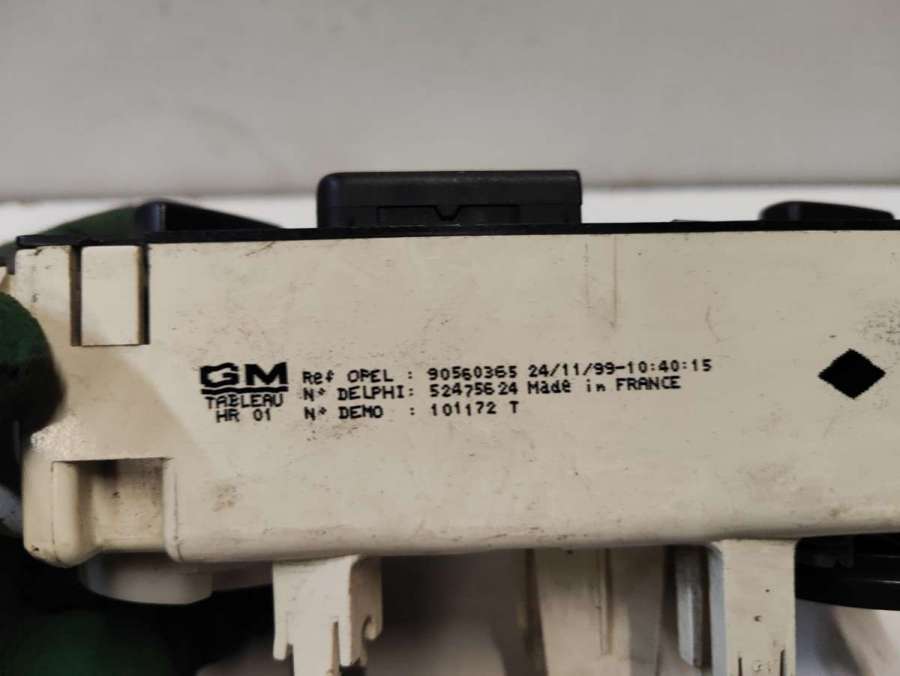 GM
TABLEAU
HR 01
Ref OPEL : 90560365 24/11/99-10:40:15
N° DELPHI: 52475624 Made in FRANCE
N° DEMO : 101172 T